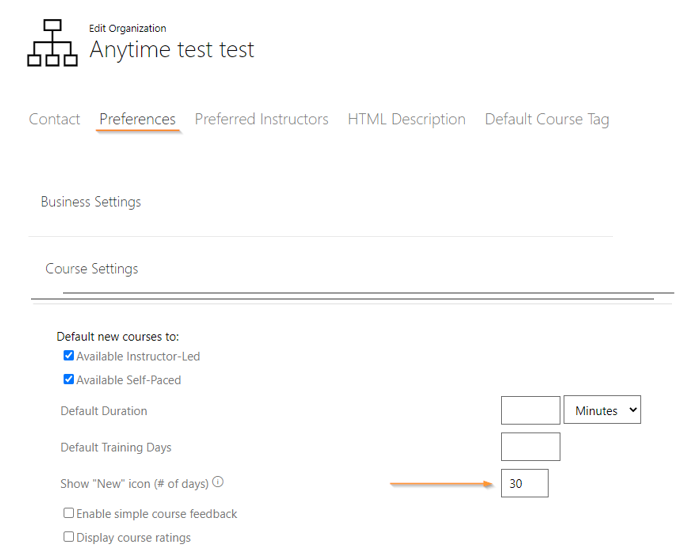 Edit Organization
Anytime test test
Contact Preferences Preferred Instructors HTML Description Default Course Tag
Business Settings
Course Settings
Default new courses to:
Available Instructor-Led
Available Self-Paced
Default Duration Minutes
Default Training Days
Show "New" icon (# of days) 30
Enable simple course feedback
Display course ratings